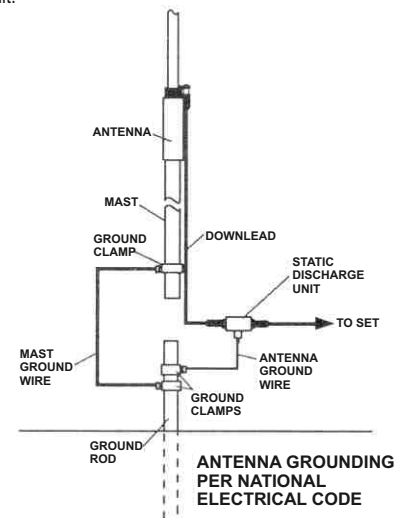 ANTENNA
MAST
GROUND
CLAMP
DOWNLEAD
STATIC
DISCHARGE
UNIT
TO SET
MAST
GROUND
WIRE
ANTENNA
GROUND
WIRE
GROUND
CLAMPS
GROUND
ROD
ANTENNA GROUNDING
PER NATIONAL
ELECTRICAL CODE